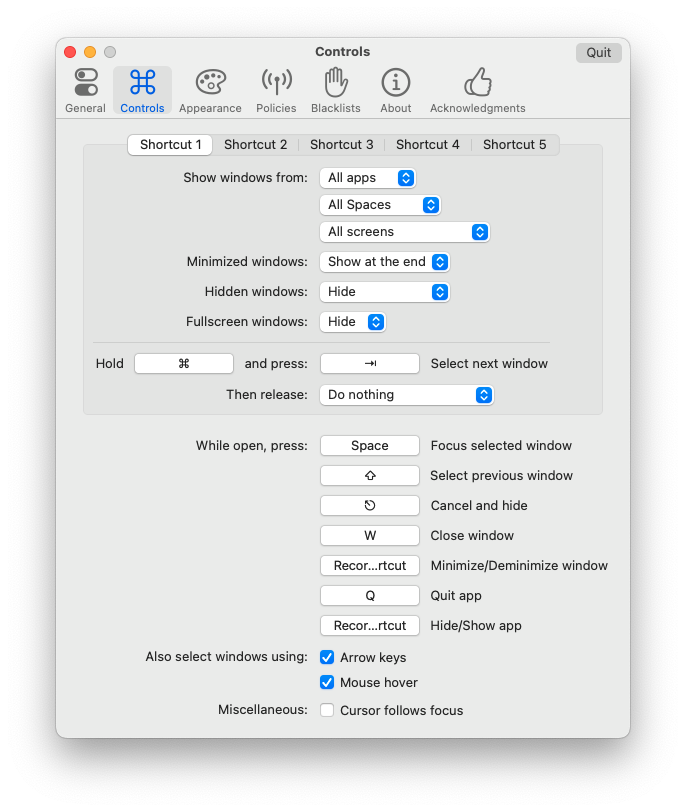 Controls
Quit
General Controls Appearance Policies Blacklists About Acknowledgments
Shortcut 1 Shortcut 2 Shortcut 3 Shortcut 4 Shortcut 5
Show windows from: All apps
All Spaces
All screens
Minimized windows: Show at the end
Hidden windows: Hide
Fullscreen windows: Hide
Hold ⌘ and press: ⇥ Select next window
Then release: Do nothing
While open, press: Space Focus selected window
⇧ Select previous window
⎋ Cancel and hide
W Close window
Recor...rtcut Minimize/Deminimize window
Q Quit app
Recor...rtcut Hide/Show app
Also select windows using: Arrow keys
Mouse hover
Miscellaneous: Cursor follows focus